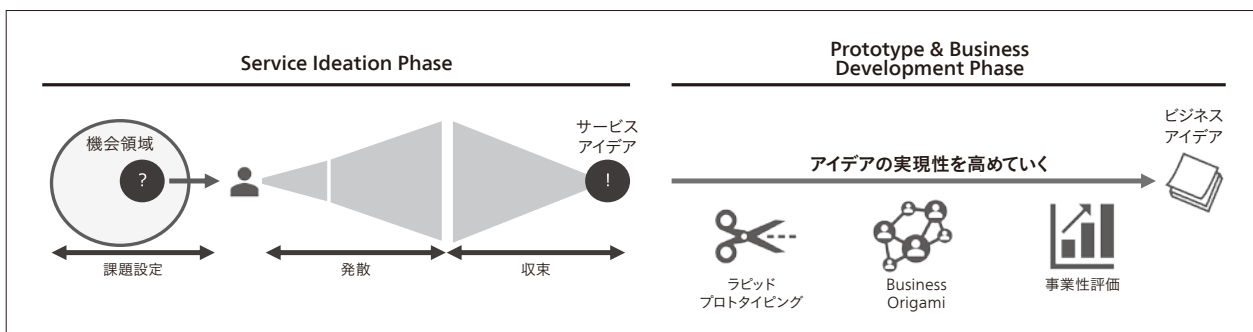 Service Ideation Phase
機会領域
?
サービス
アイデア
!
課題設定
発散
収束
Prototype & Business
Development Phase
ビジネス
アイデア
アイデアの実現性を高めていく
ラピッド
プロトタイピング
Business
Origami
事業性評価